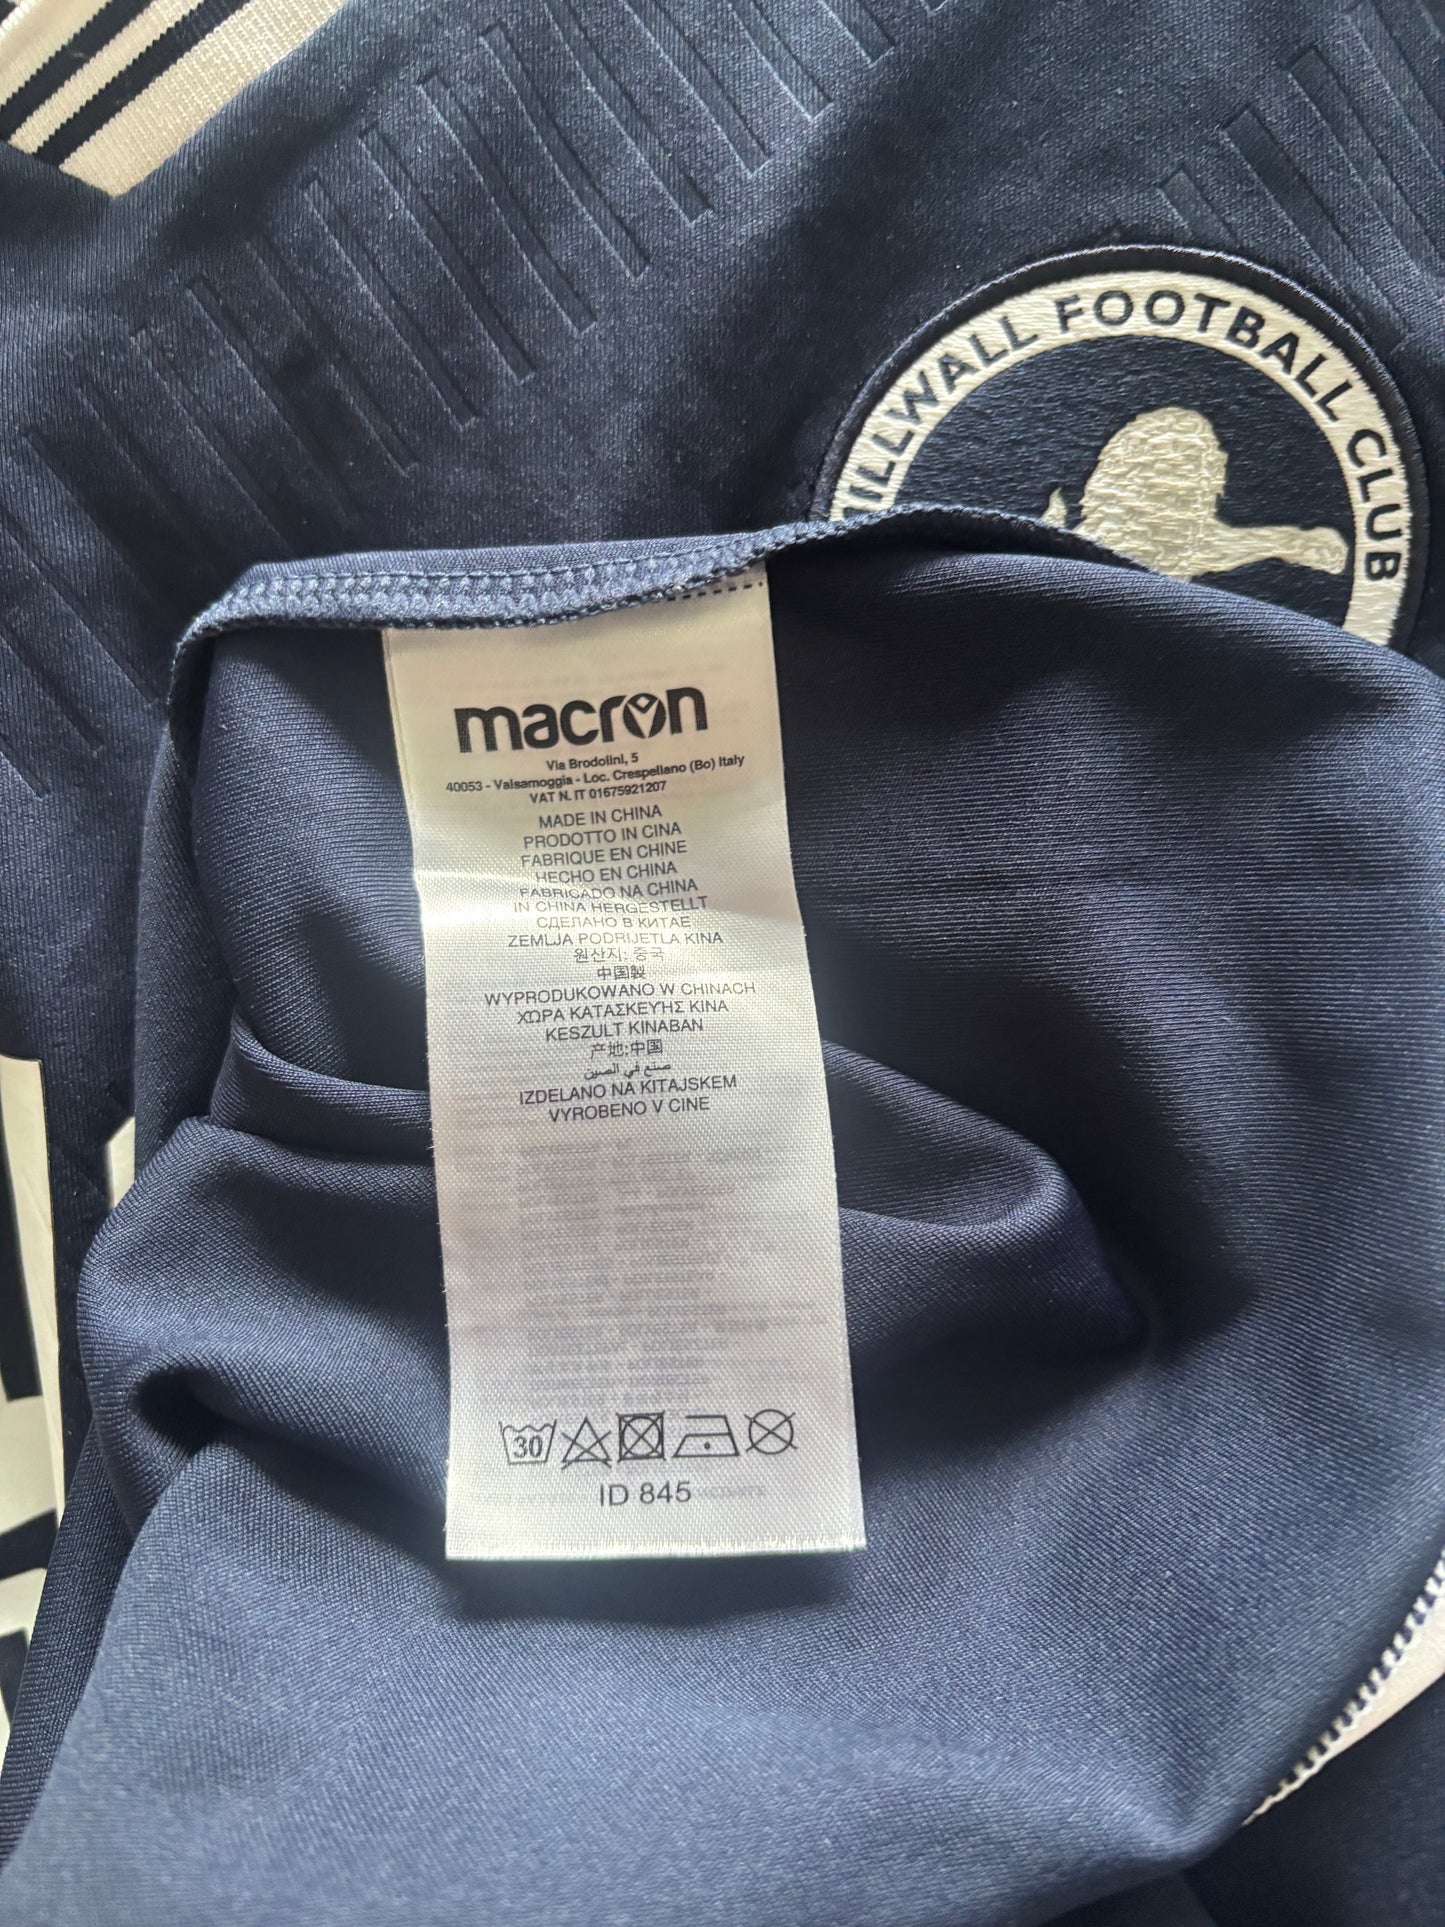 MILLWALL FOOTBALL CLUB
macron
Via Brodolini, 5
40053 - Valsamoggia - Loc. Crespellano (Bo) Italy
VAT N. IT 01675921207
MADE IN CHINA
PRODOTTO IN CINA
FABRIQUE EN CHINE
HECHO EN CHINA
FABRICADO NA CHINA
IN CHINA HERGESTELLT
СДЕЛАНО В КИТАЕ
ZEMLJA PODRIJETLA KINA
원산지: 중국
中国製
WYPRODUKOWANO W CHINACH
ΧΩΡΑ ΚΑΤΑΣΚΕΥΉΣ ΚΙΝΑ
KESZULT KINABAN
产地:中国
صنع في الصين
IZDELANO NA KITAJSKEM
VYROBENO V CINE
30
ID 845